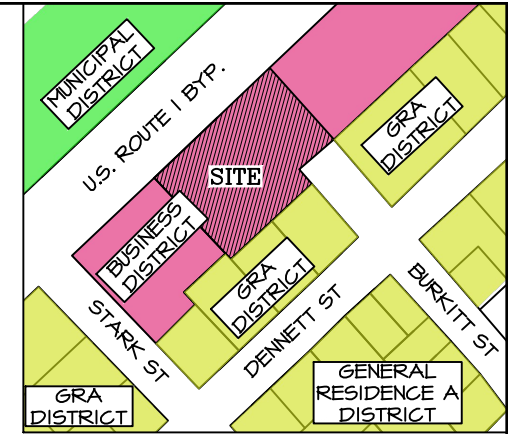 MUNICIPAL
DISTRICT
U.S. ROUTE 1 BYP.
GRA
DISTRICT
SITE
BUSINESS
DISTRICT
GRA
DISTRICT
STARK ST
DENNETT ST
BURKITT ST
GRA
DISTRICT
GENERAL
RESIDENCE A
DISTRICT